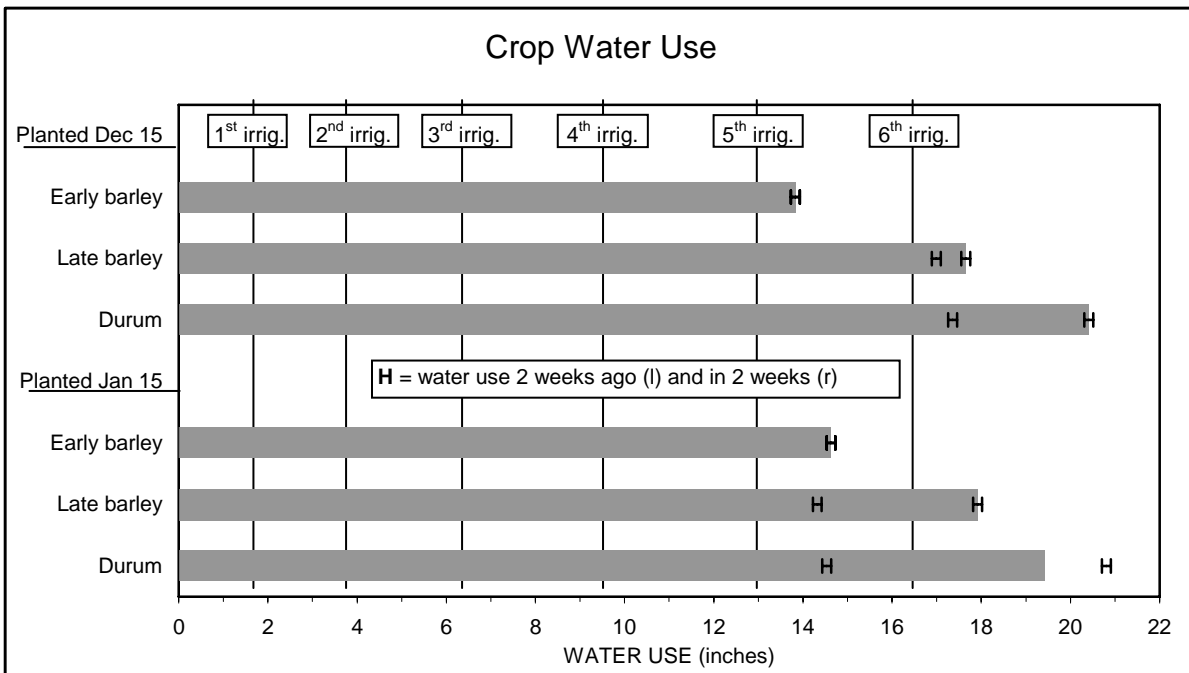 Crop Water Use
Planted Dec 15
1st irrig. 2nd irrig. 3rd irrig. 4th irrig. 5th irrig. 6th irrig.
Early barley
Late barley
Durum
Planted Jan 15
H = water use 2 weeks ago (l) and in 2 weeks (r)
Early barley
Late barley
Durum
0 2 4 6 8 10 12 14 16 18 20 22
WATER USE (inches)